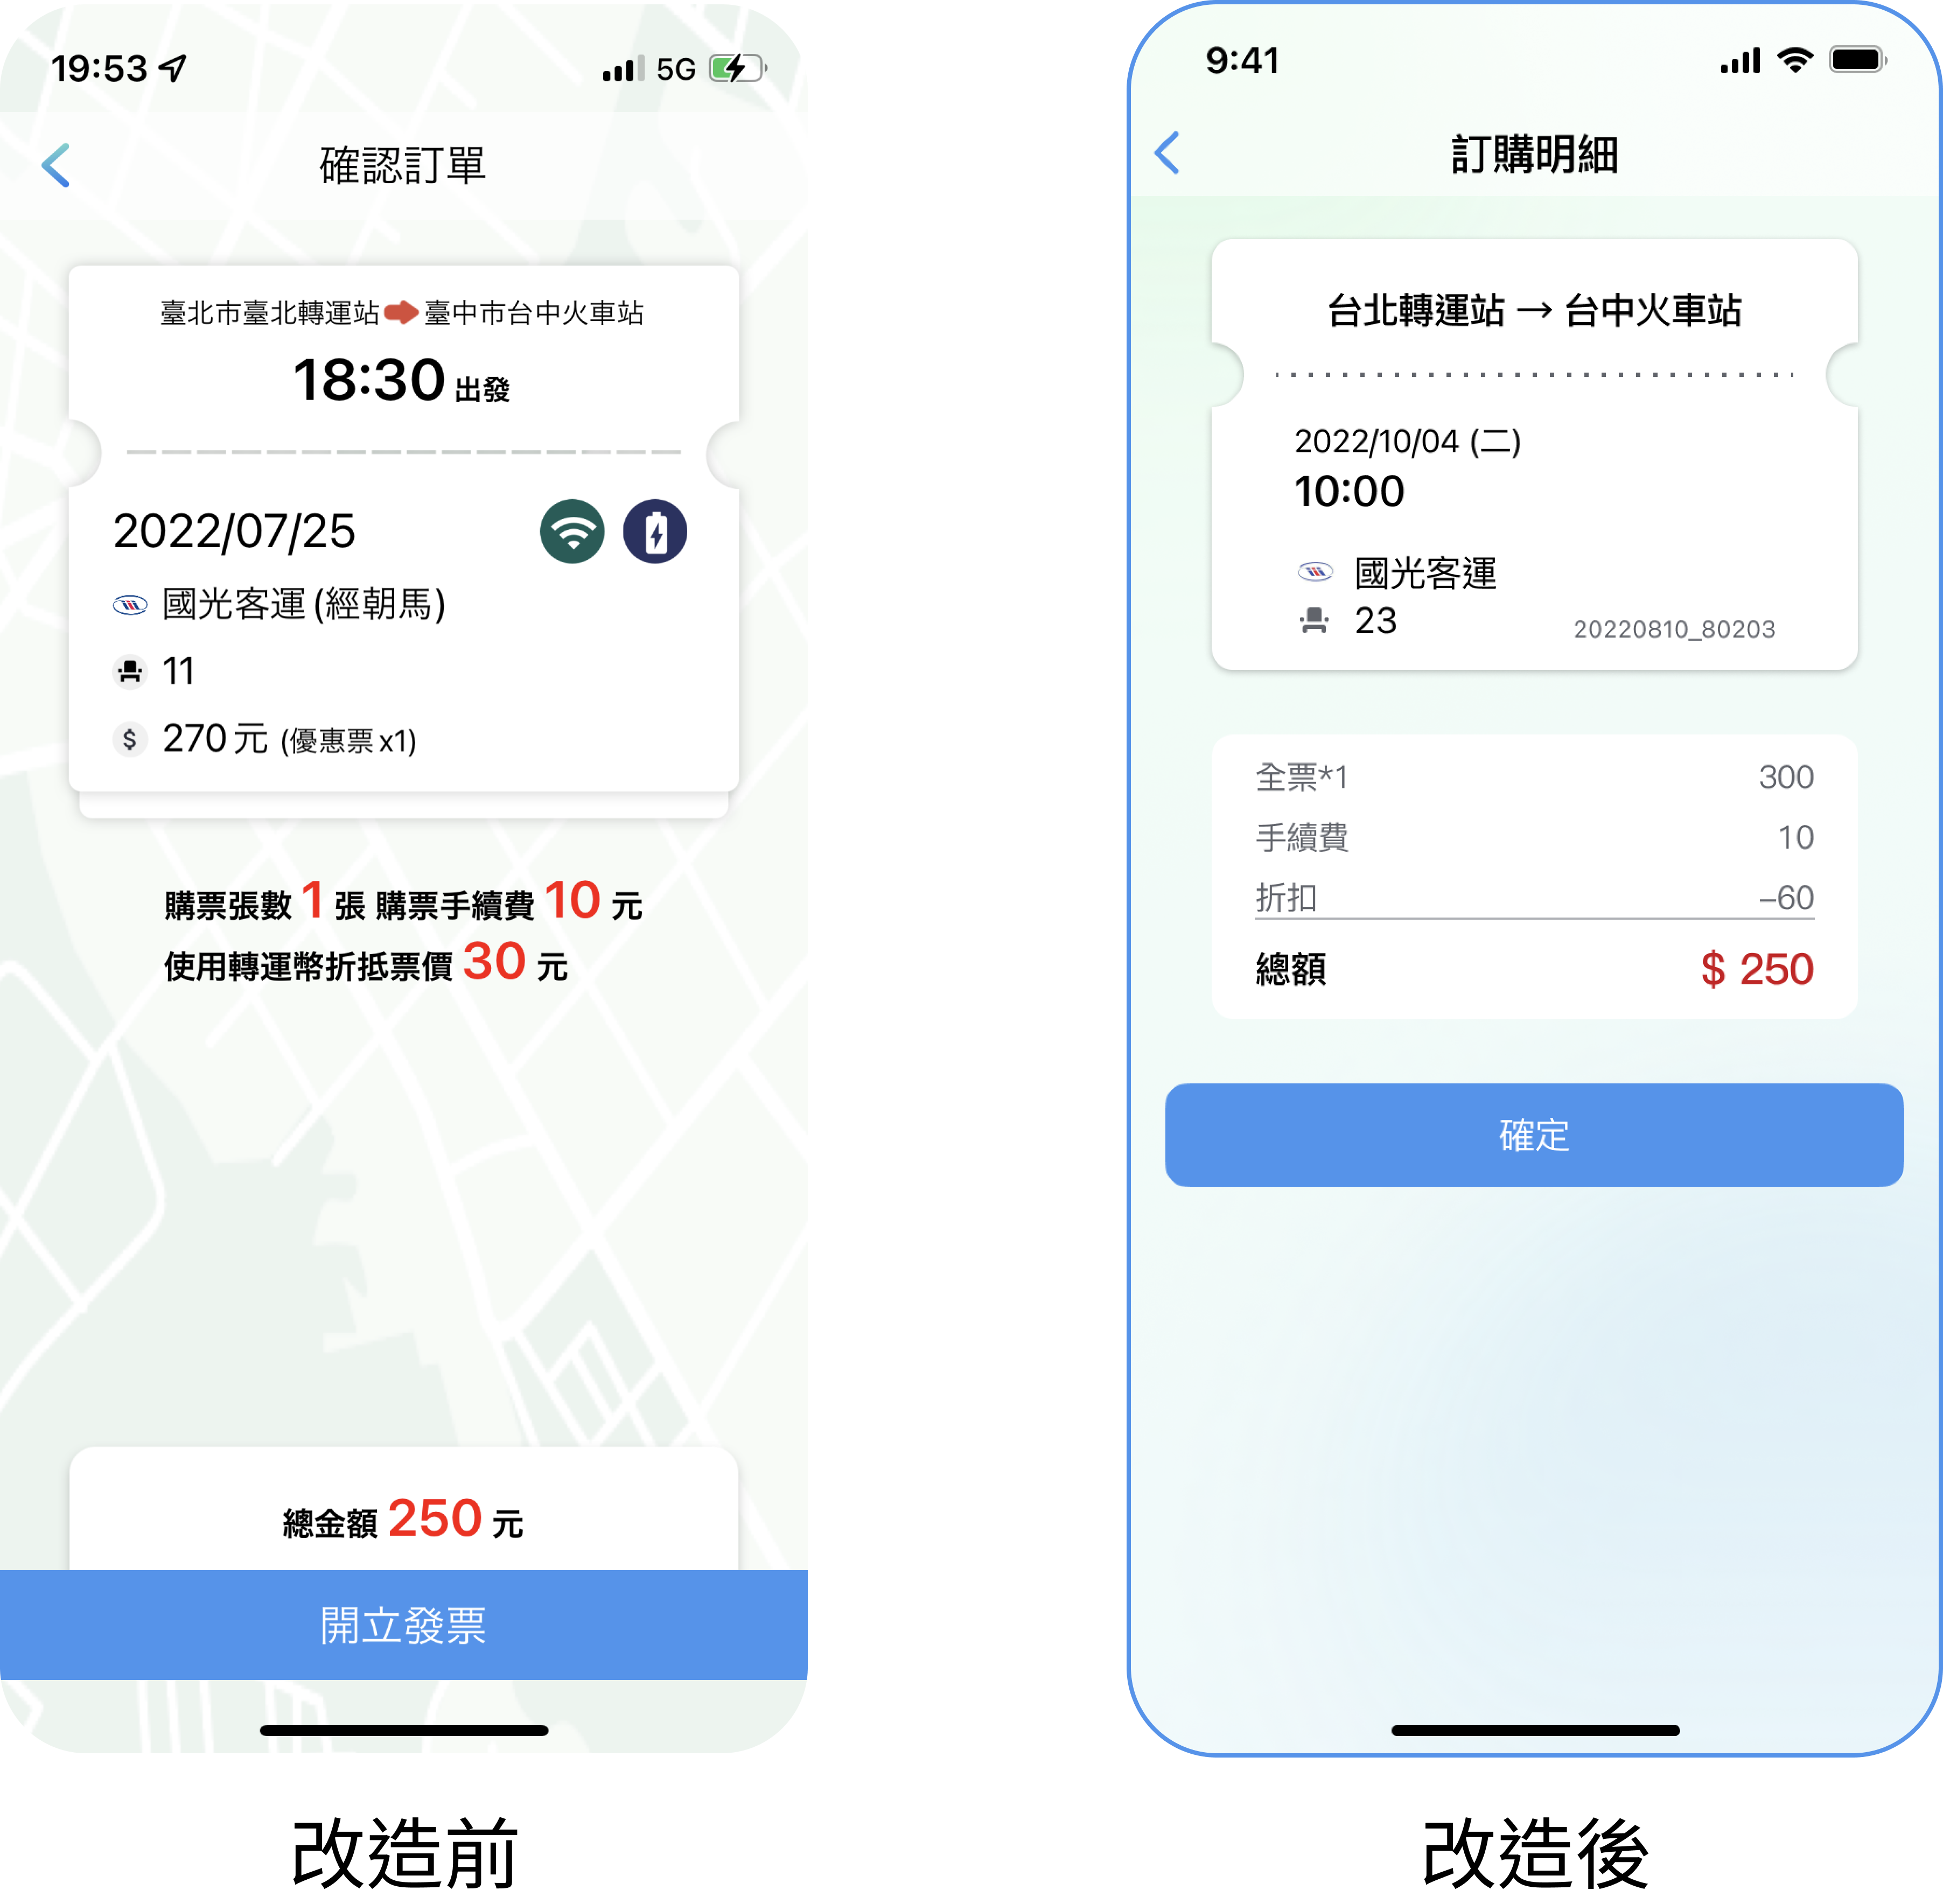 19:53
5G
確認訂單
臺北市臺北轉運站 臺中市台中火車站
18:30 出發
2022/07/25
國光客運(經朝馬)
11
$ 270元 (優惠票x1)
購票張數 1 張 購票手續費 10 元
使用轉運幣折抵票價 30 元
總金額 250 元
開立發票
改造前
9:41
訂購明細
台北轉運站 → 台中火車站
2022/10/04 (二)
10:00
國光客運
23
20220810_80203
全票*1 300
手續費 10
折扣 –60
總額 $ 250
確定
改造後